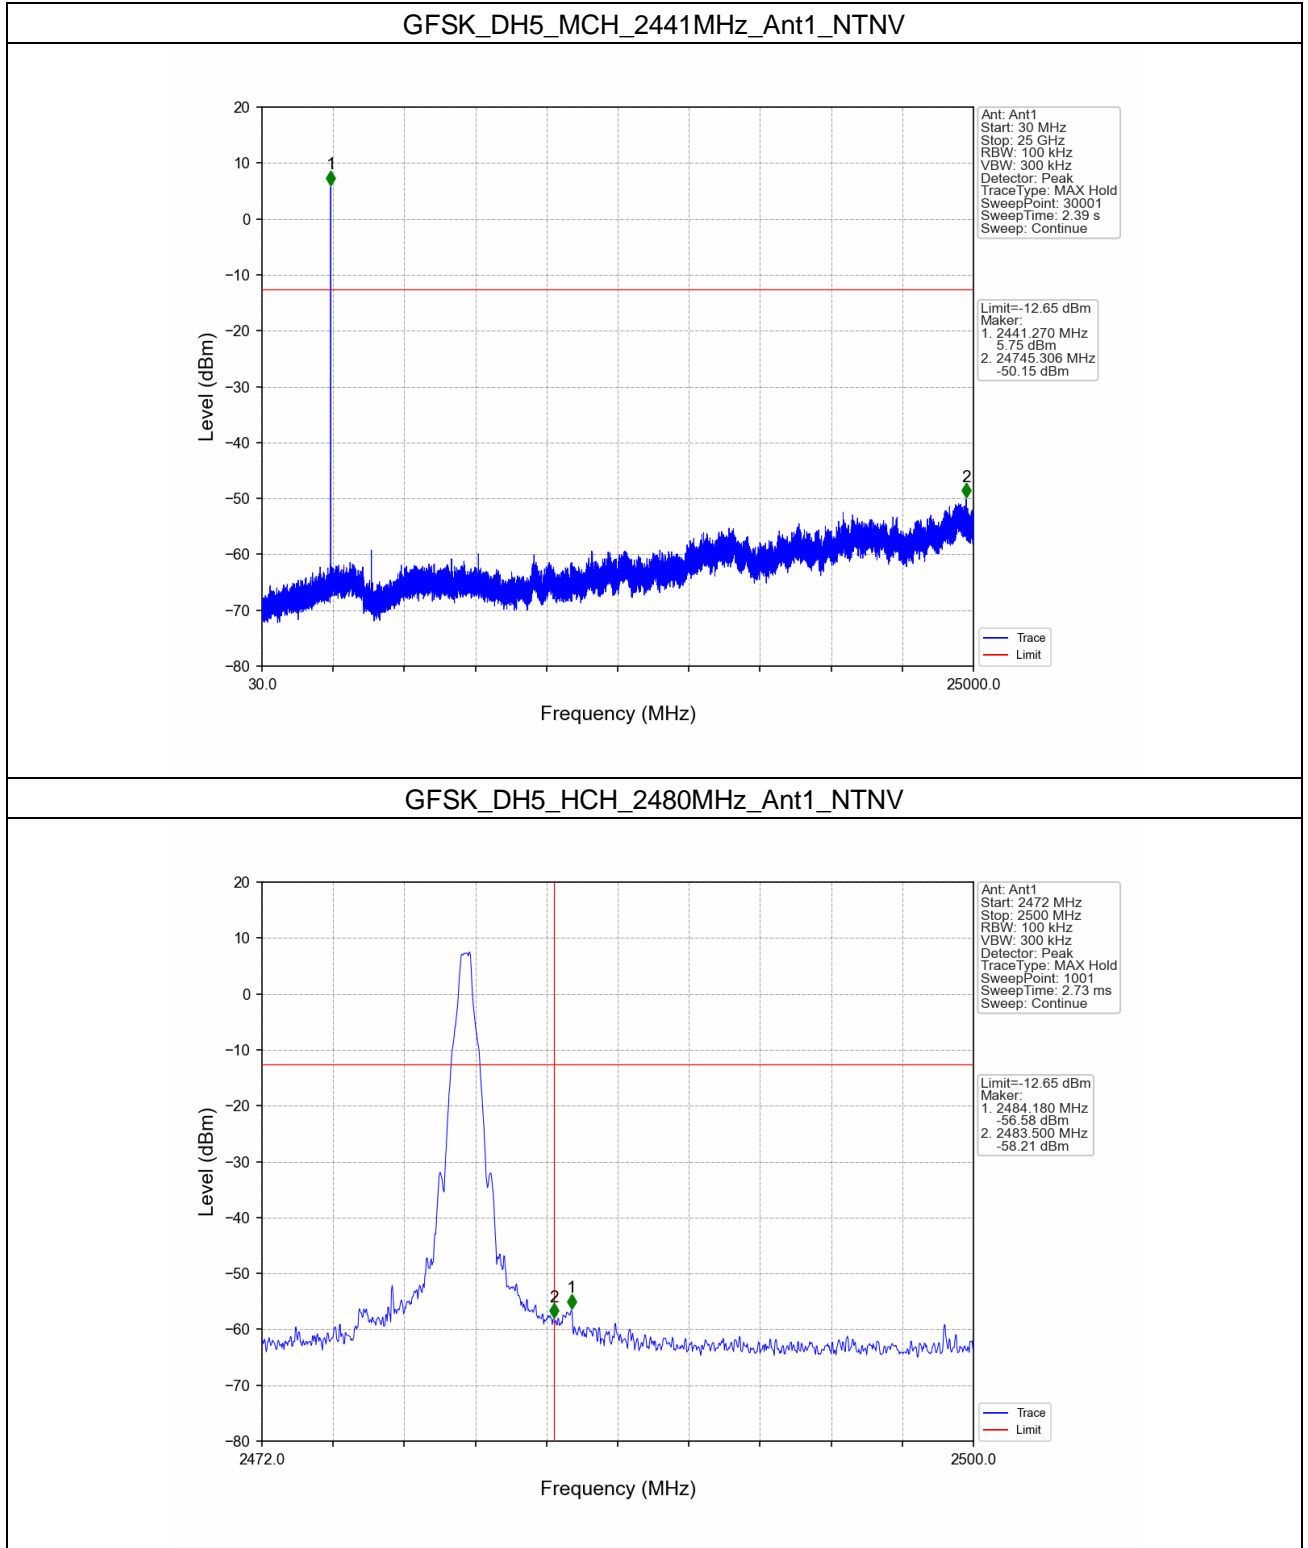 GFSK_DH5_MCH_2441MHz_Ant1_NTNV
20
10
0
−10
−20
−30
−40
−50
−60
−70
−80
Level (dBm)
1
2
30.0
25000.0
Frequency (MHz)
Ant: Ant1
Start: 30 MHz
Stop: 25 GHz
RBW: 100 kHz
VBW: 300 kHz
Detector: Peak
TraceType: MAX Hold
SweepPoint: 30001
SweepTime: 2.39 s
Sweep: Continue
Limit=-12.65 dBm
Maker:
1. 2441.270 MHz
5.75 dBm
2. 24745.306 MHz
-50.15 dBm
Trace
Limit
GFSK_DH5_HCH_2480MHz_Ant1_NTNV
20
10
0
−10
−20
−30
−40
−50
−60
−70
−80
Level (dBm)
2
1
2472.0
2500.0
Frequency (MHz)
Ant: Ant1
Start: 2472 MHz
Stop: 2500 MHz
RBW: 100 kHz
VBW: 300 kHz
Detector: Peak
TraceType: MAX Hold
SweepPoint: 1001
SweepTime: 2.73 ms
Sweep: Continue
Limit=-12.65 dBm
Maker:
1. 2484.180 MHz
-56.58 dBm
2. 2483.500 MHz
-58.21 dBm
Trace
Limit